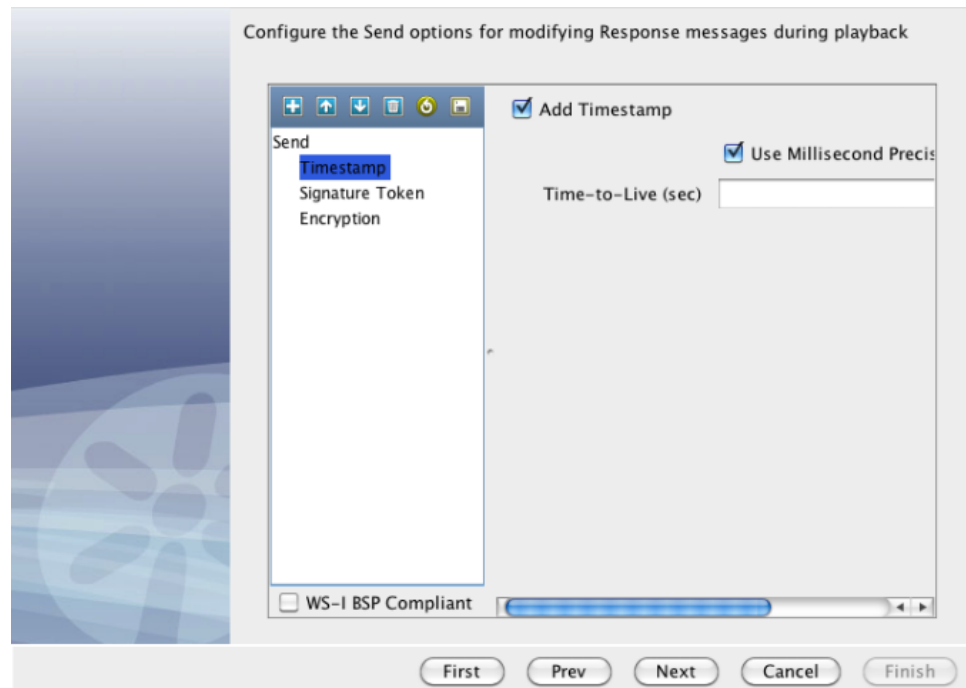 Configure the Send options for modifying Response messages during playback
Add Timestamp
Send
Use Millisecond Precis
Timestamp
Signature Token
Time-to-Live (sec)
Encryption
WS-I BSP Compliant
First
Prev
Next
Cancel
Finish